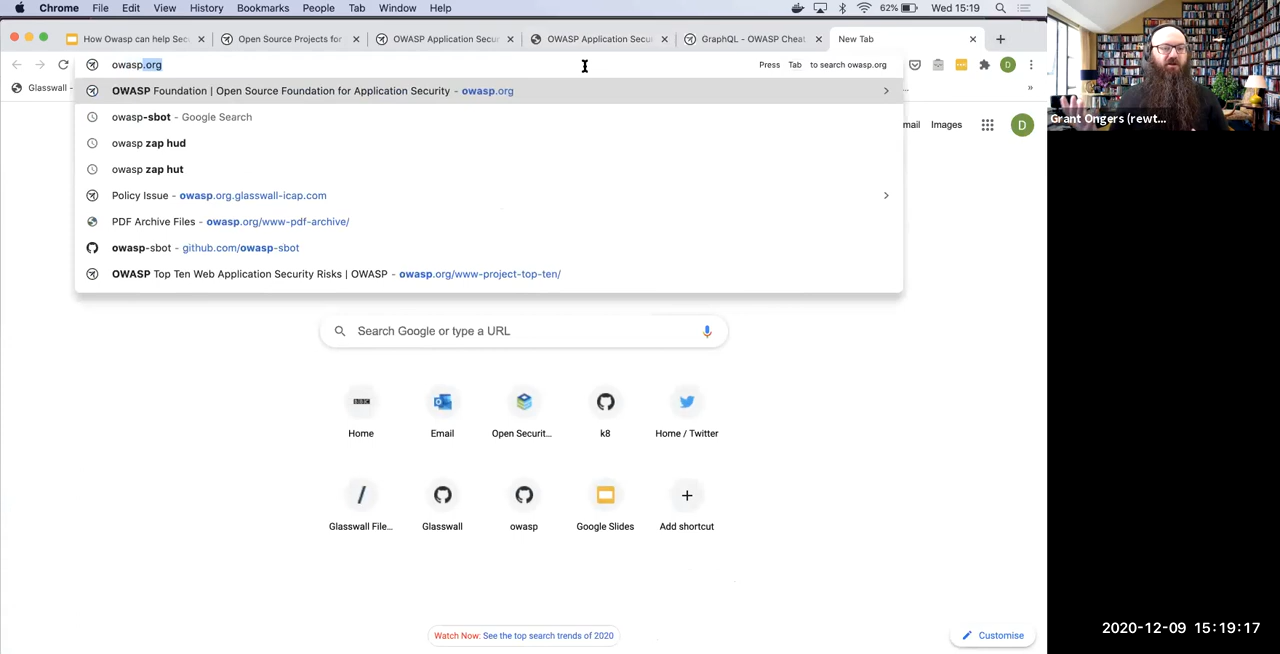 Chrome File Edit View History Bookmarks People Tab Window Help 62% Wed 15:19
How Owasp can help Sec
Open Source Projects for
OWASP Application Secur
OWASP Application Secu
GraphQL - OWASP Cheat
New Tab
owasp.org Press Tab to search owasp.org D
Glasswall - »
OWASP Foundation | Open Source Foundation for Application Security - owasp.org
owasp-sbot - Google Search
mail Images D
owasp zap hud
owasp zap hut
Policy Issue - owasp.org.glasswall-icap.com
PDF Archive Files - owasp.org/www-pdf-archive/
owasp-sbot - github.com/owasp-sbot
OWASP Top Ten Web Application Security Risks | OWASP - owasp.org/www-project-top-ten/
Search Google or type a URL
BBC
Home Email Open Securit... k8 Home / Twitter
Glasswall File... Glasswall owasp Google Slides Add shortcut
Watch Now: See the top search trends of 2020
Customise
Grant Ongers (rewt...
2020-12-09 15:19:17